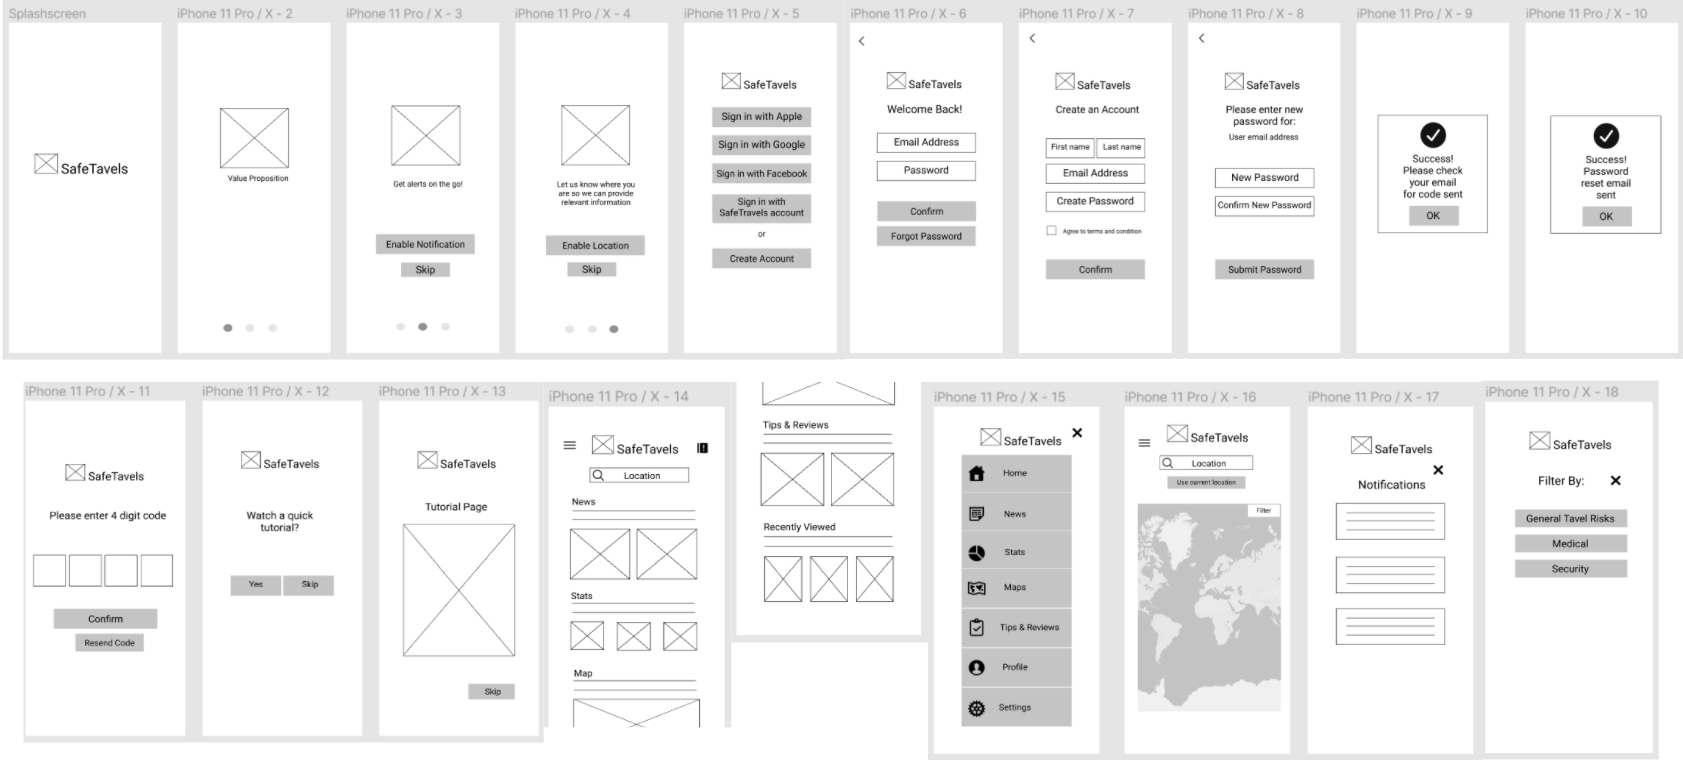 Splashscreen
SafeTavels
iPhone 11 Pro / X - 2
Value Proposition
iPhone 11 Pro / X - 3
Get alerts on the go!
Enable Notification
Skip
iPhone 11 Pro / X - 4
Let us know where you
are so we can provide
relevant information
Enable Location
Skip
iPhone 11 Pro / X - 5
SafeTavels
Sign in with Apple
Sign in with Google
Sign in with Facebook
Sign in with
SafeTravels account
or
Create Account
iPhone 11 Pro / X - 6
SafeTavels
Welcome Back!
Email Address
Password
Confirm
Forgot Password
iPhone 11 Pro / X - 7
SafeTavels
Create an Account
First name
Last name
Email Address
Create Password
Agree to terms and condition
Confirm
iPhone 11 Pro / X - 8
SafeTavels
Please enter new
password for:
User email address
New Password
Confirm New Password
Submit Password
iPhone 11 Pro / X - 9
Success!
Please check
your email
for code sent
OK
iPhone 11 Pro / X - 10
Success!
Password
reset email
sent
OK
iPhone 11 Pro / X - 11
SafeTavels
Please enter 4 digit code
Confirm
Resend Code
iPhone 11 Pro / X - 12
SafeTavels
Watch a quick
tutorial?
Yes
Skip
iPhone 11 Pro / X - 13
SafeTavels
Tutorial Page
Skip
iPhone 11 Pro / X - 14
SafeTavels
Location
News
Stats
Map
Tips & Reviews
Recently Viewed
iPhone 11 Pro / X - 15
SafeTavels
Home
News
Stats
Maps
Tips & Reviews
Profile
Settings
iPhone 11 Pro / X - 16
SafeTavels
Location
Use current location
Filter
iPhone 11 Pro / X - 17
SafeTavels
Notifications
iPhone 11 Pro / X - 18
SafeTavels
Filter By:
General Tavel Risks
Medical
Security